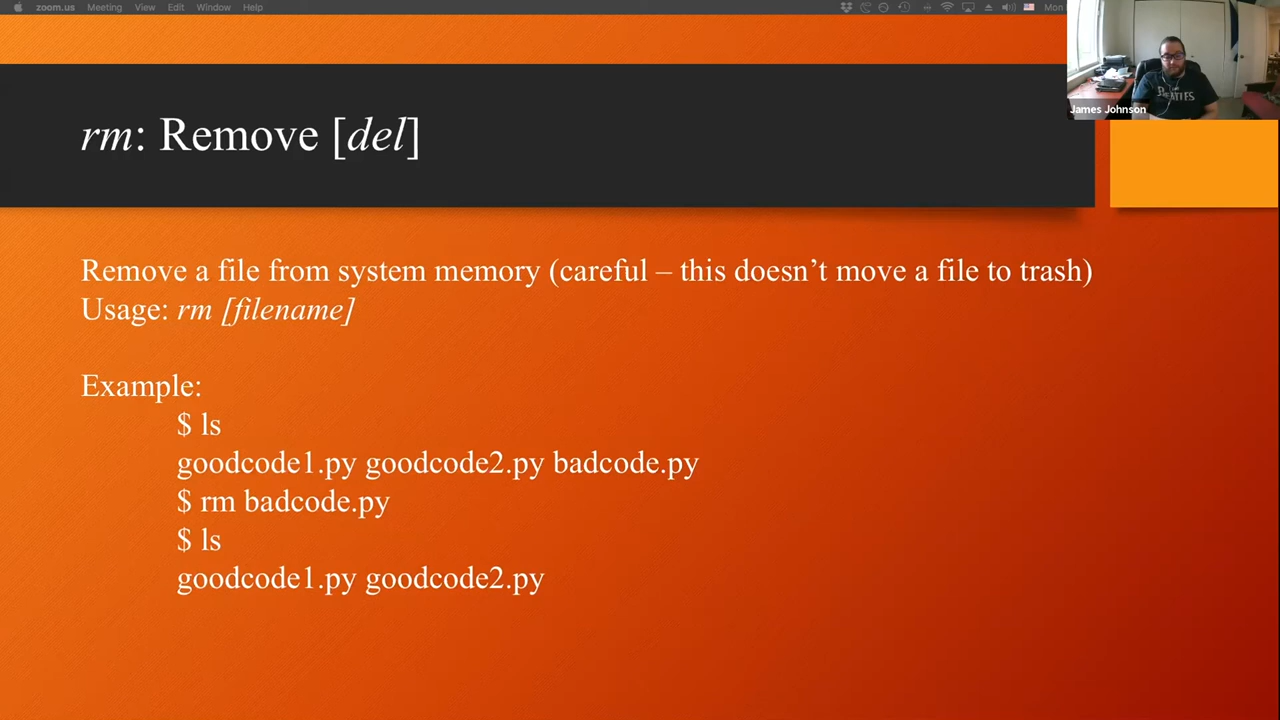 zoom.us Meeting View Edit Window Help Mon
James Johnson
BEATLES
rm: Remove [del]
Remove a file from system memory (careful – this doesn’t move a file to trash)
Usage: rm [filename]
Example:
$ ls
goodcode1.py goodcode2.py badcode.py
$ rm badcode.py
$ ls
goodcode1.py goodcode2.py